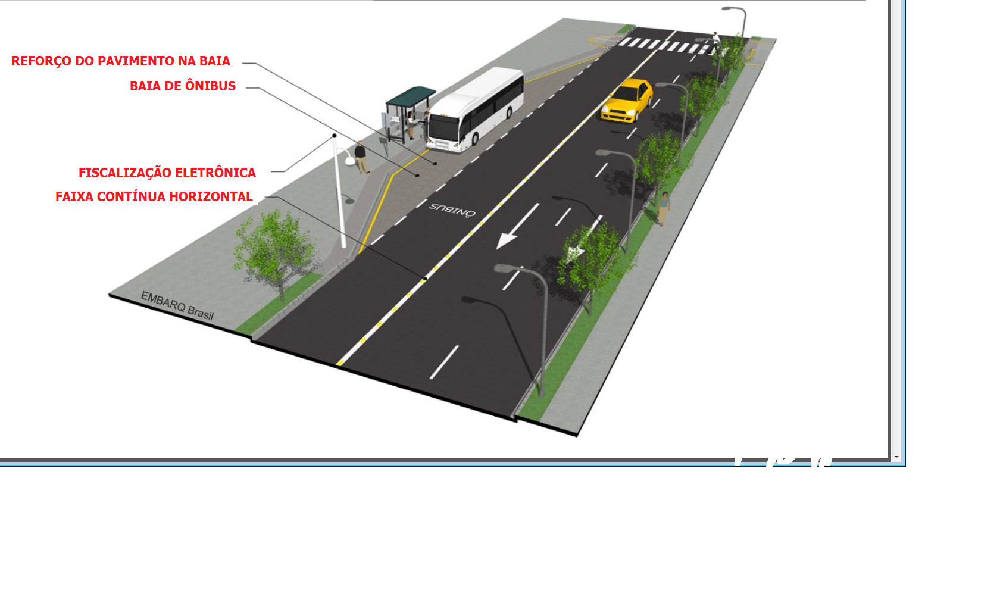 REFORÇO DO PAVIMENTO NA BAIA
BAIA DE ÔNIBUS
FISCALIZAÇÃO ELETRÔNICA
FAIXA CONTÍNUA HORIZONTAL
ÔNIBUS
EMBARQ Brasil